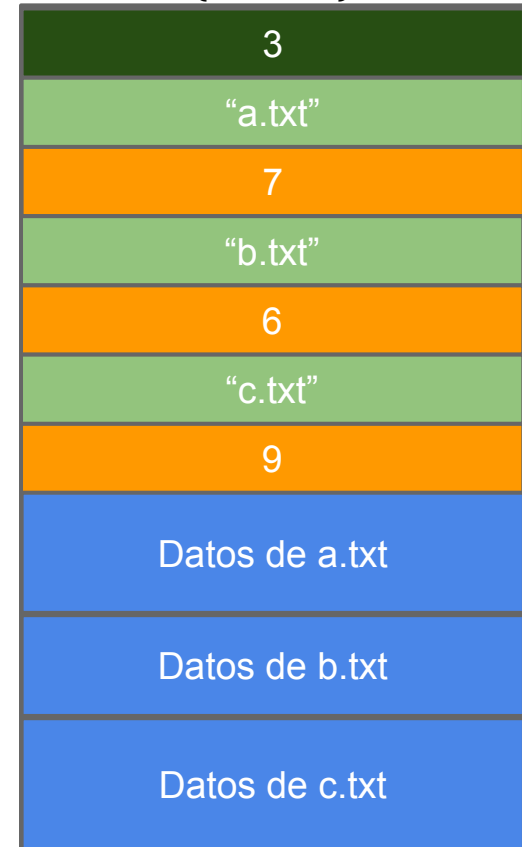 3
“a.txt”
7
“b.txt”
6
“c.txt”
9
Datos de a.txt
Datos de b.txt
Datos de c.txt